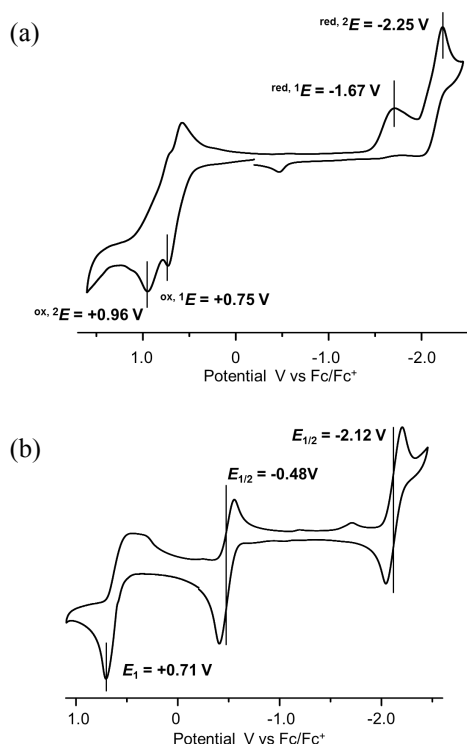 (a)
red, ²E = -2.25 V
red, ¹E = -1.67 V
ox, ¹E = +0.75 V
ox, ²E = +0.96 V
1.0 0 -1.0 -2.0
Potential V vs Fc/Fc⁺
(b)
E1/2 = -2.12 V
E1/2 = -0.48V
E1 = +0.71 V
1.0 0 -1.0 -2.0
Potential V vs Fc/Fc⁺